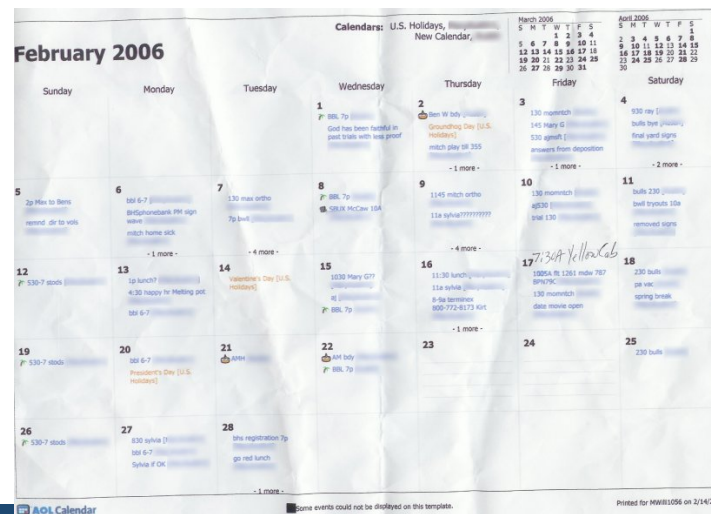 February 2006
Calendars: U.S. Holidays,
New Calendar,
March 2006
S M T W T F S
1 2 3 4
5 6 7 8 9 10 11
12 13 14 15 16 17 18
19 20 21 22 23 24 25
26 27 28 29 30 31
April 2006
S M T W T F S
1
2 3 4 5 6 7 8
9 10 11 12 13 14 15
16 17 18 19 20 21 22
23 24 25 26 27 28 29
30
Sunday Monday Tuesday Wednesday Thursday Friday Saturday
1
BBL 7p
God has been faithful in
past trials with less proof
2
Ben W bdy
Groundhog Day [U.S.
Holidays]
mitch play till 355
- 1 more -
3
130 momntch
145 Mary G
530 ajmoft
answers from deposition
- 1 more -
4
930 ray
bulls bye
final yard signs
- 2 more -
5
2p Max to Bens
remnd .dir to vols
6
bbl 6-7
BHSphonebank PM sign
wave
mitch home sick
- 1 more -
7
130 max ortho
7p bwll
- 4 more -
8
BBL 7p
SBUX McCaw 10A
9
1145 mitch ortho
11a sylvia??????????
- 4 more -
10
130 momntch
aj530
trial 130
11
bulls 230
bwll tryouts 10a
removed signs
12
530-7 stods
13
1p lunch?
4:30 happy hr Melting pot
bbl 6-7
14
Valentine's Day [U.S.
Holidays]
15
1030 Mary G??
aj
BBL 7p
16
11:30 lunch
11a sylvia
8-9a terminex
800-772-8173 Kirt
- 1 more -
17
7:30A Yellow Cab
1005A flt 1261 mdw 787
BPN79C
130 momntch
date movie open
18
230 bulls
pa vac
spring break
19
530-7 stods
20
bbl 6-7
President's Day [U.S.
Holidays]
21
AMH
22
AM bdy
BBL 7p
23
24
25
230 bulls
26
530-7 stods
27
830 sylvia
bbl 6-7
Sylvia if OK
28
bhs registration 7p
go red lunch
- 1 more -
AOL Calendar
Some events could not be displayed on this template.
Printed for MWilli1056 on 2/14/2